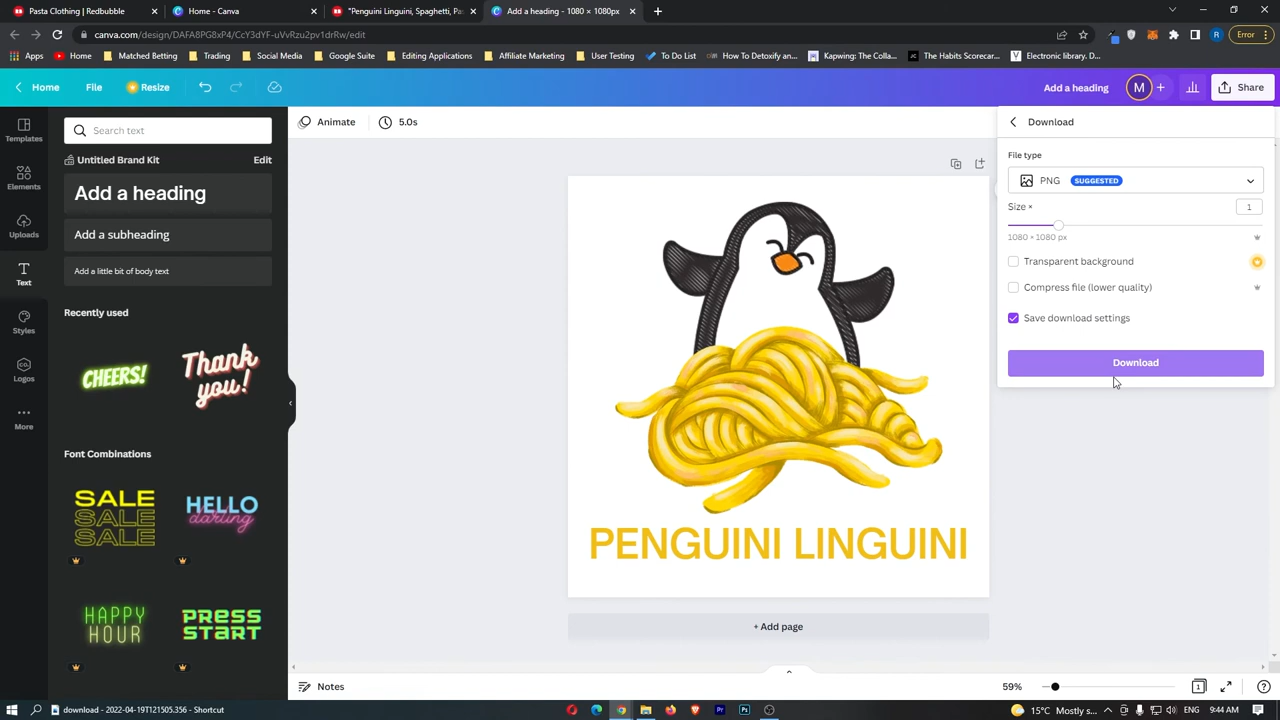 Pasta Clothing | Redbubble
Home - Canva
"Penguini Linguini, Spaghetti, Pa
Add a heading - 1080 × 1080px
canva.com/design/DAFA8PG8xP4/CcY3dYF-uVvRzu2pv1drRw/edit
Error
Apps
Home
Matched Betting
Trading
Social Media
Google Suite
Editing Applications
Affiliate Marketing
User Testing
To Do List
How To Detoxify an...
Kapwing: The Colla...
The Habits Scorecar...
Electronic library. D...
Home
File
Resize
Add a heading
M
Share
Templates
Elements
Uploads
Text
Styles
Logos
More
Search text
Untitled Brand Kit
Edit
Add a heading
Add a subheading
Add a little bit of body text
Recently used
CHEERS!
Thank
you!
Font Combinations
SALE
SALE
SALE
HELLO
darling
HAPPY
HOUR
PRESS
START
Animate
5.0s
PENGUINI LINGUINI
+ Add page
Download
File type
PNG
SUGGESTED
Size ×
1
1080 × 1080 px
Transparent background
Compress file (lower quality)
Save download settings
Download
Notes
59%
1
download - 2022-04-19T121505.356 - Shortcut
15°C Mostly s...
ENG
9:44 AM